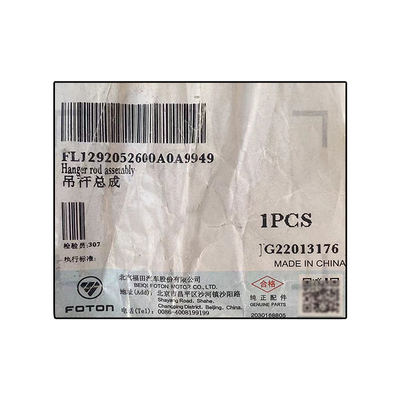 FL1292052600A0A9949
Hanger rod assembly
吊杆总成
1PCS
检验员:307
G22013176
执行标准:
MADE IN CHINA
北汽福田汽车股份有限公司
BEIQI FOTON MOTOR CO., LTD.
地址(Add): 北京市昌平区沙河镇沙阳路
Shayang Road, Shahe,
Changping District, Beijing, China.
电话(Tel): 0086-4008199199
FOTON
合格
纯正配件
GENUINE PARTS
2030168805